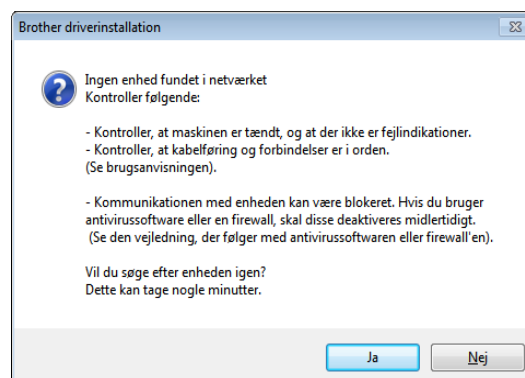 Brother driverinstallation
Ingen enhed fundet i netværket
Kontroller følgende:
- Kontroller, at maskinen er tændt, og at der ikke er fejlindikationer.
- Kontroller, at kabelføring og forbindelser er i orden.
(Se brugsanvisningen).
- Kommunikationen med enheden kan være blokeret. Hvis du bruger
antivirussoftware eller en firewall, skal disse deaktiveres midlertidigt.
(Se den vejledning, der følger med antivirussoftwaren eller firewall'en).
Vil du søge efter enheden igen?
Dette kan tage nogle minutter.
Ja
Nej